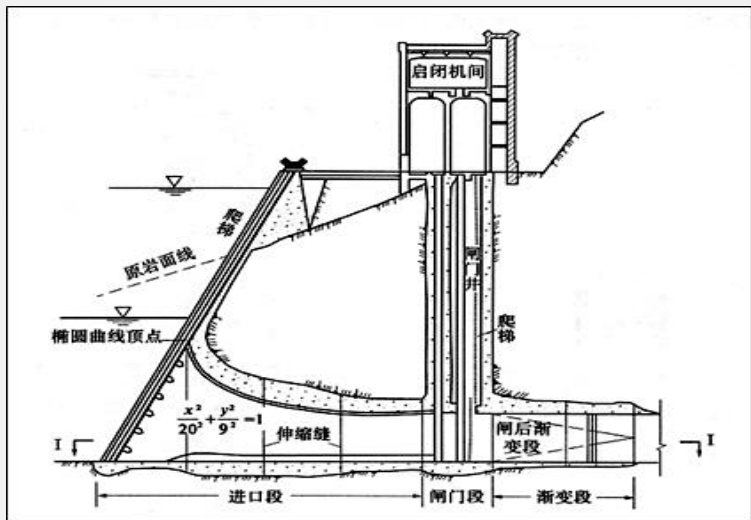 启闭机间
爬梯
原岩面线
闸门井
椭圆曲线顶点
爬梯
x²/20² + y²/9² = 1
伸缩缝
闸后渐
变段
I
I
进口段
闸门段
渐变段